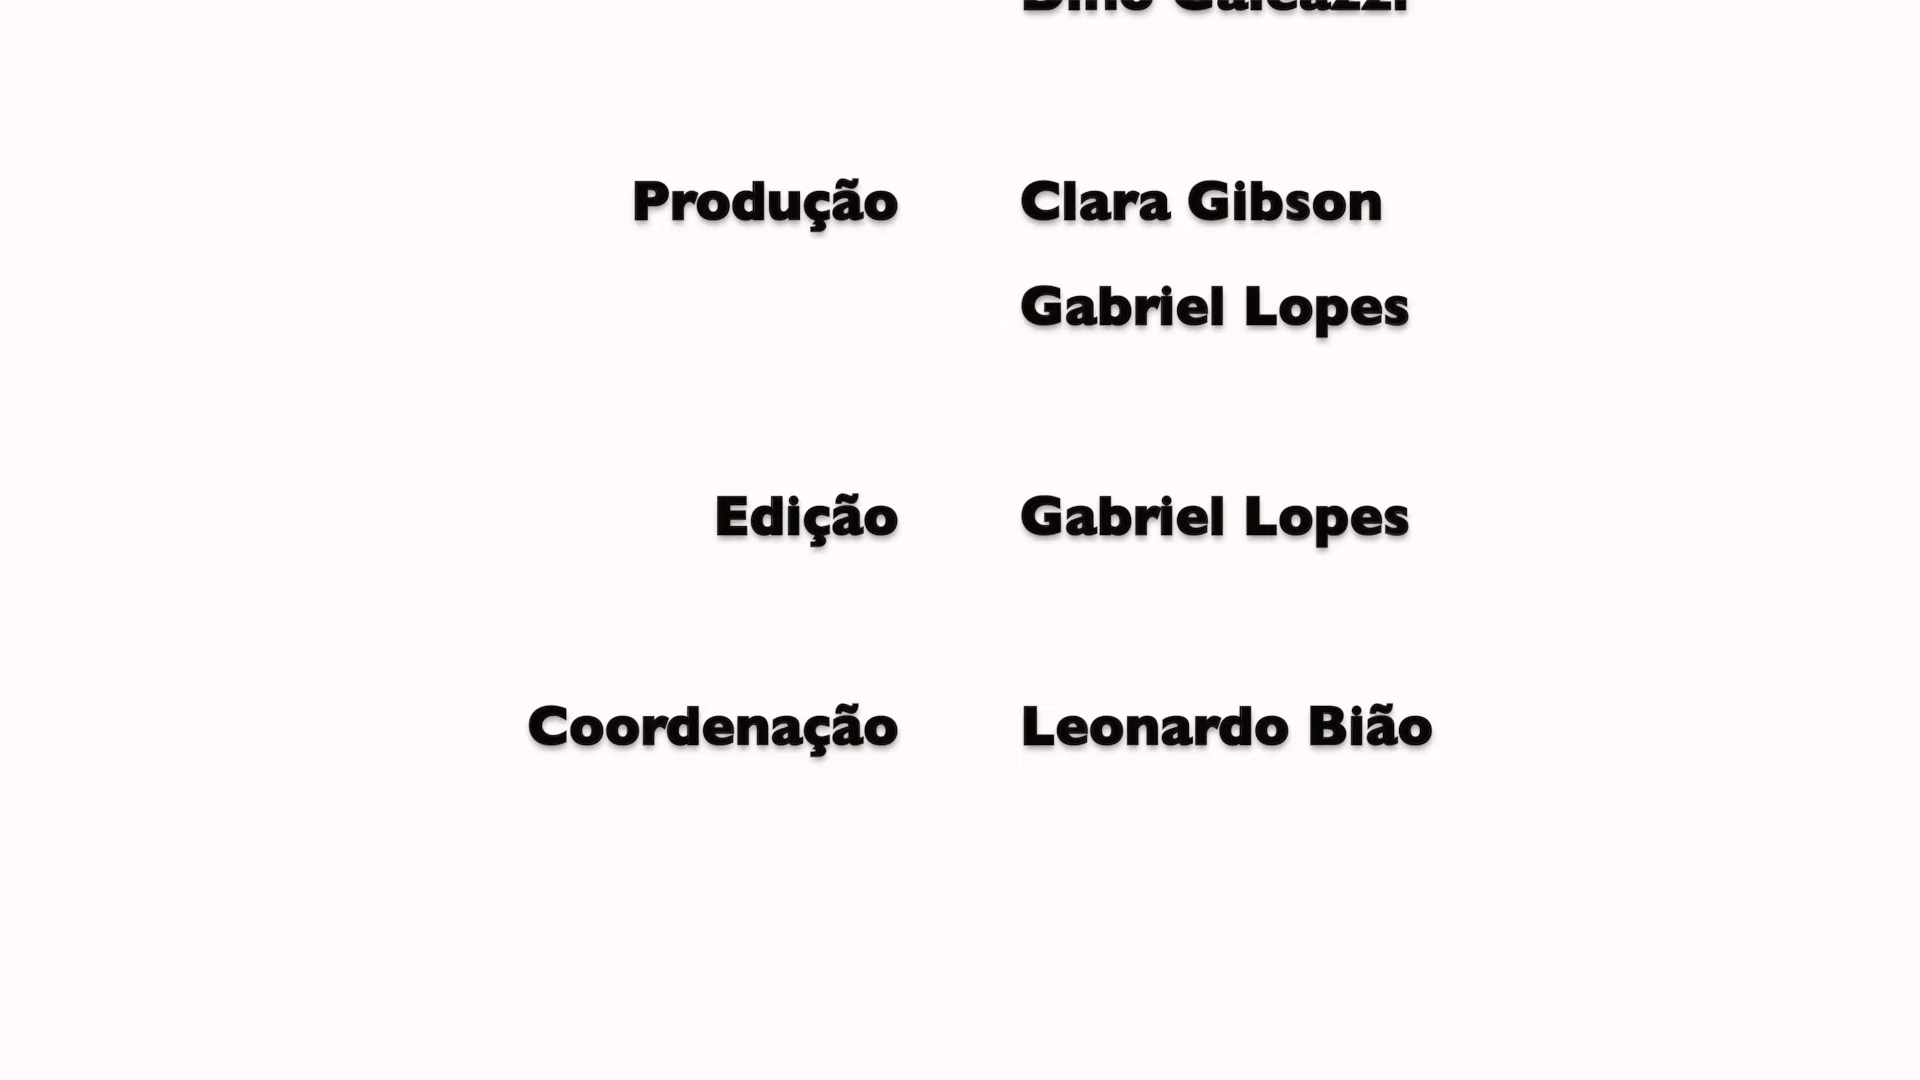 Produção Clara Gibson
Gabriel Lopes
Edição Gabriel Lopes
Coordenação Leonardo Bião